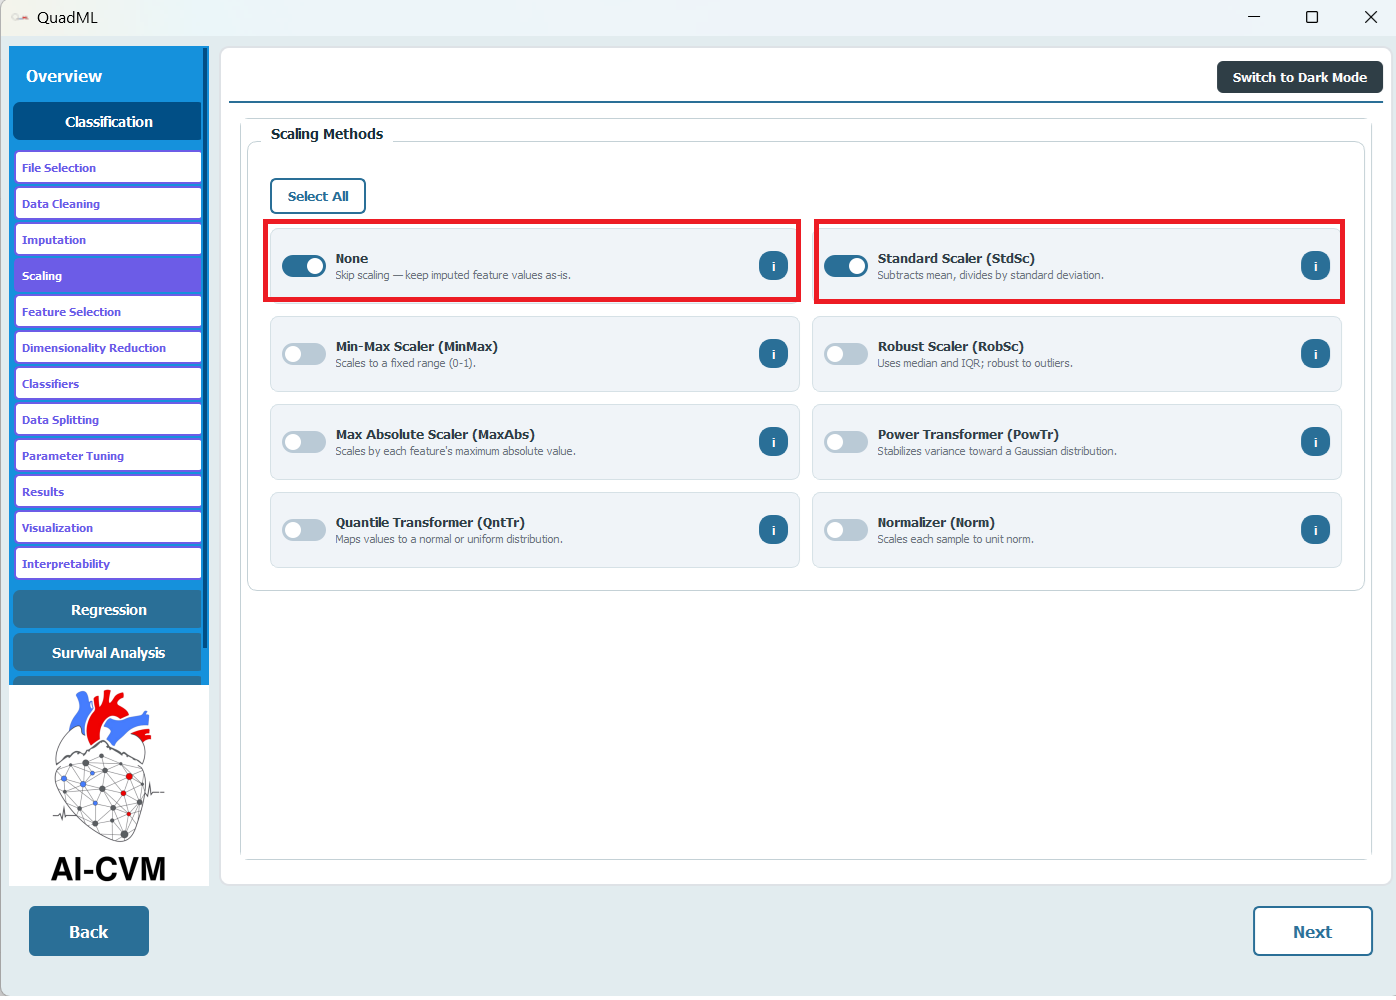 QuadML
Overview
Classification
File Selection
Data Cleaning
Imputation
Scaling
Feature Selection
Dimensionality Reduction
Classifiers
Data Splitting
Parameter Tuning
Results
Visualization
Interpretability
Regression
Survival Analysis
AI-CVM
Switch to Dark Mode
Scaling Methods
Select All
None
Skip scaling — keep imputed feature values as-is.
i
Standard Scaler (StdSc)
Subtracts mean, divides by standard deviation.
i
Min-Max Scaler (MinMax)
Scales to a fixed range (0-1).
i
Robust Scaler (RobSc)
Uses median and IQR; robust to outliers.
i
Max Absolute Scaler (MaxAbs)
Scales by each feature's maximum absolute value.
i
Power Transformer (PowTr)
Stabilizes variance toward a Gaussian distribution.
i
Quantile Transformer (QntTr)
Maps values to a normal or uniform distribution.
i
Normalizer (Norm)
Scales each sample to unit norm.
i
Back
Next